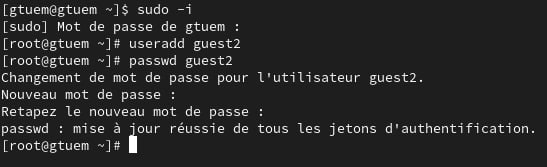 [gtuem@gtuem ~]$ sudo -i
[sudo] Mot de passe de gtuem :
[root@gtuem ~]# useradd guest2
[root@gtuem ~]# passwd guest2
Changement de mot de passe pour l'utilisateur guest2.
Nouveau mot de passe :
Retapez le nouveau mot de passe :
passwd : mise à jour réussie de tous les jetons d'authentification.
[root@gtuem ~]#